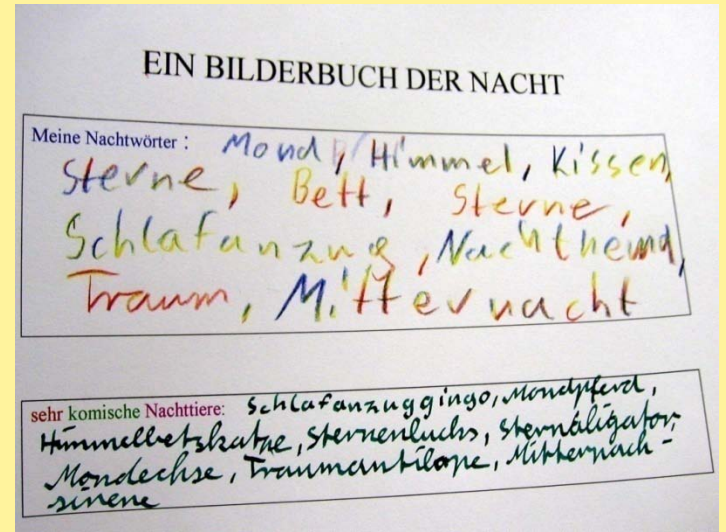 EIN BILDERBUCH DER NACHT
Meine Nachtwörter: Mond, Himmel, Kissen,
Sterne, Bett, Sterne,
Schlafanzug, Nachthemd,
Traum, Mitternacht
sehr komische Nachttiere: Schlafanzuggingo, Mondpferd,
Himmelbetskatze, Sternenluchs, Sternaligator,
Mondechse, Traumantilope, Mitternach-
sirene